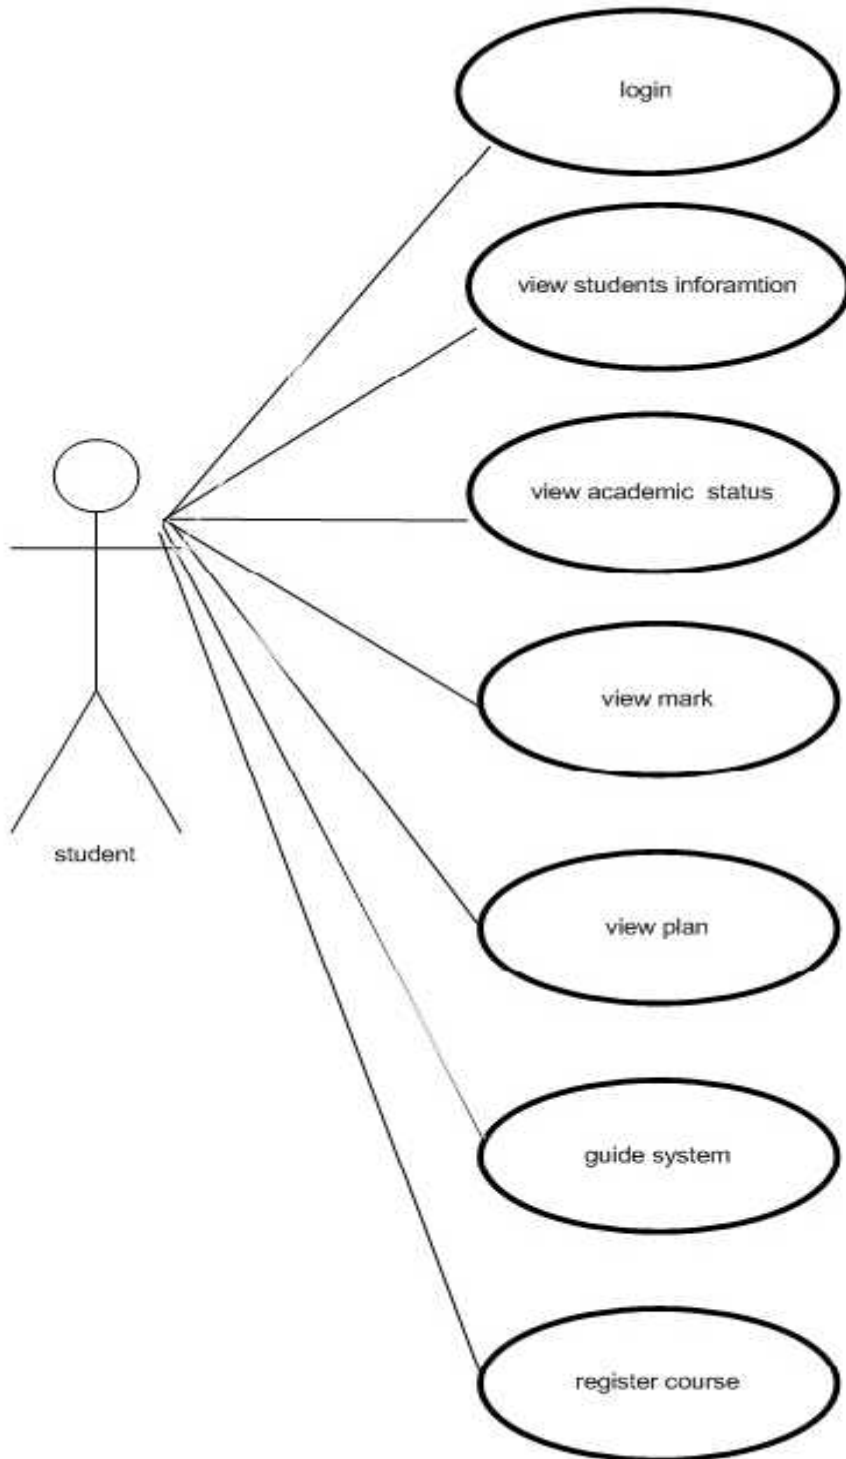 login
view students inforamtion
view academic status
view mark
student
view plan
guide system
register course